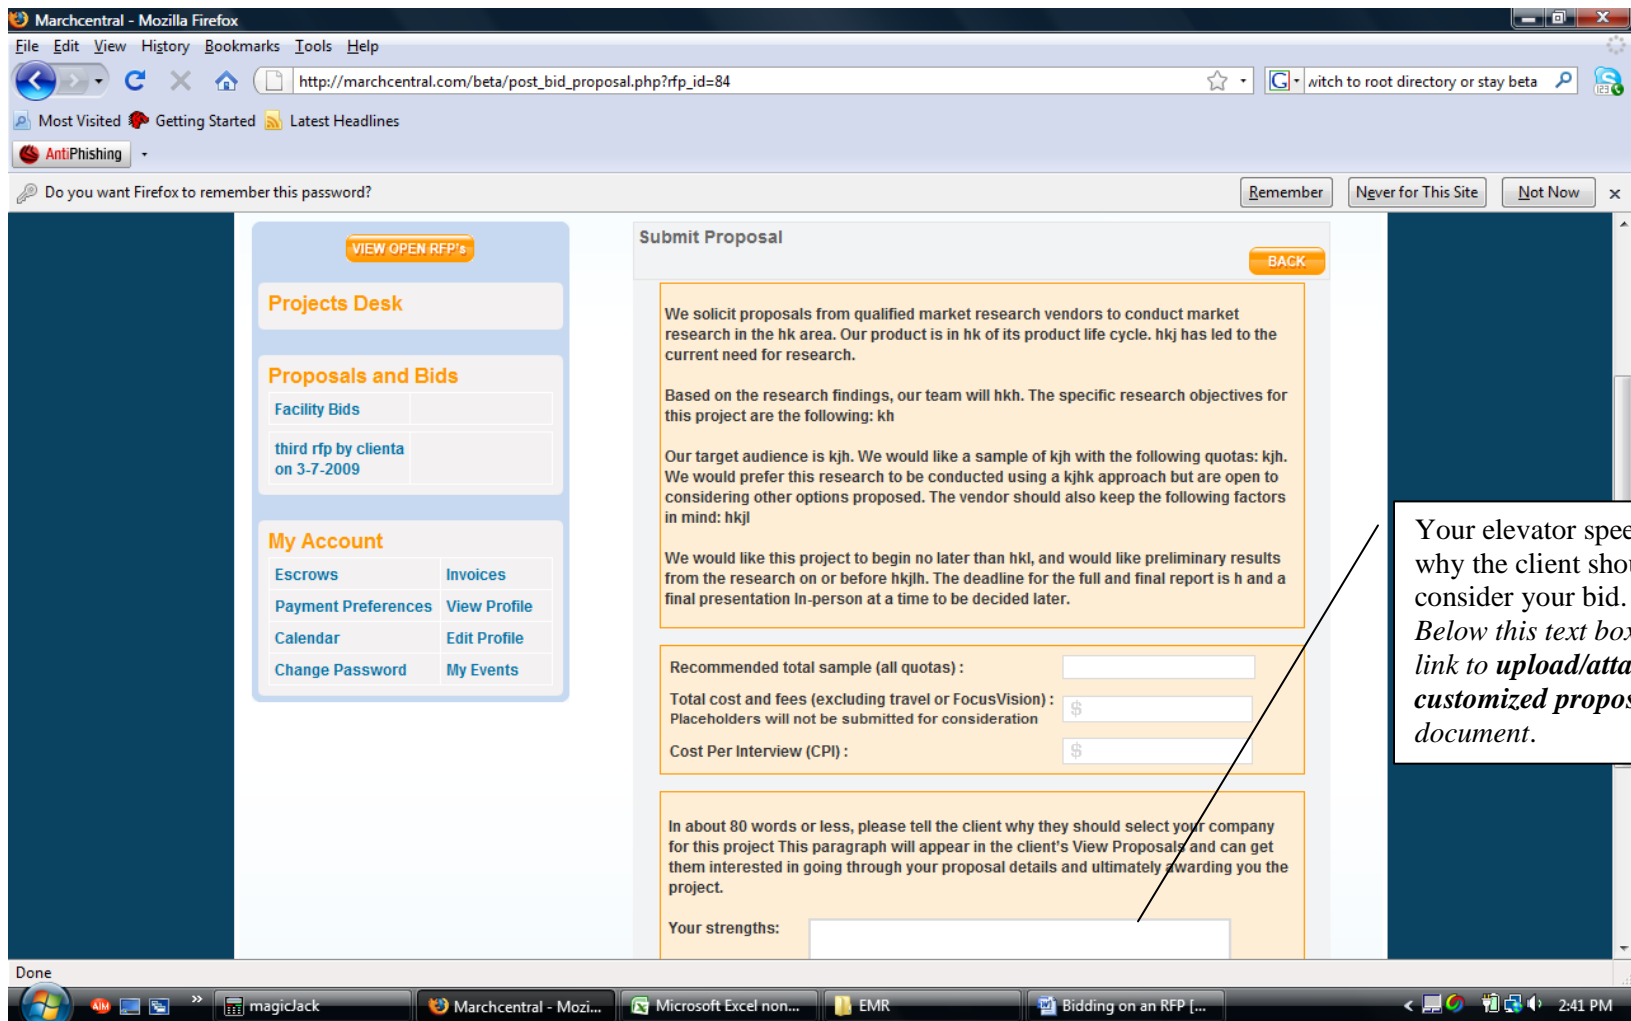 Marchcentral - Mozilla Firefox
File Edit View History Bookmarks Tools Help
http://marchcentral.com/beta/post_bid_proposal.php?rfp_id=84
witch to root directory or stay beta
Most Visited Getting Started Latest Headlines
AntiPhishing
Do you want Firefox to remember this password?
Remember Never for This Site Not Now
VIEW OPEN RFP's
Projects Desk
Proposals and Bids
Facility Bids
third rfp by clienta
on 3-7-2009
My Account
Escrows Invoices
Payment Preferences View Profile
Calendar Edit Profile
Change Password My Events
Submit Proposal
BACK
We solicit proposals from qualified market research vendors to conduct market
research in the hk area. Our product is in hk of its product life cycle. hkj has led to the
current need for research.
Based on the research findings, our team will hkh. The specific research objectives for
this project are the following: kh
Our target audience is kjh. We would like a sample of kjh with the following quotas: kjh.
We would prefer this research to be conducted using a kjhk approach but are open to
considering other options proposed. The vendor should also keep the following factors
in mind: hkjl
We would like this project to begin no later than hkl, and would like preliminary results
from the research on or before hkjlh. The deadline for the full and final report is h and a
final presentation In-person at a time to be decided later.
Recommended total sample (all quotas) :
Total cost and fees (excluding travel or FocusVision) :
Placeholders will not be submitted for consideration
$
Cost Per Interview (CPI) :
$
In about 80 words or less, please tell the client why they should select your company
for this project This paragraph will appear in the client's View Proposals and can get
them interested in going through your proposal details and ultimately awarding you the
project.
Your strengths:
Your elevator spee
why the client shou
consider your bid.
Below this text box
link to upload/atta
customized propos
document.
Done
AIM
magicJack
Marchcentral - Mozi...
Microsoft Excel non...
EMR
Bidding on an RFP [...
2:41 PM